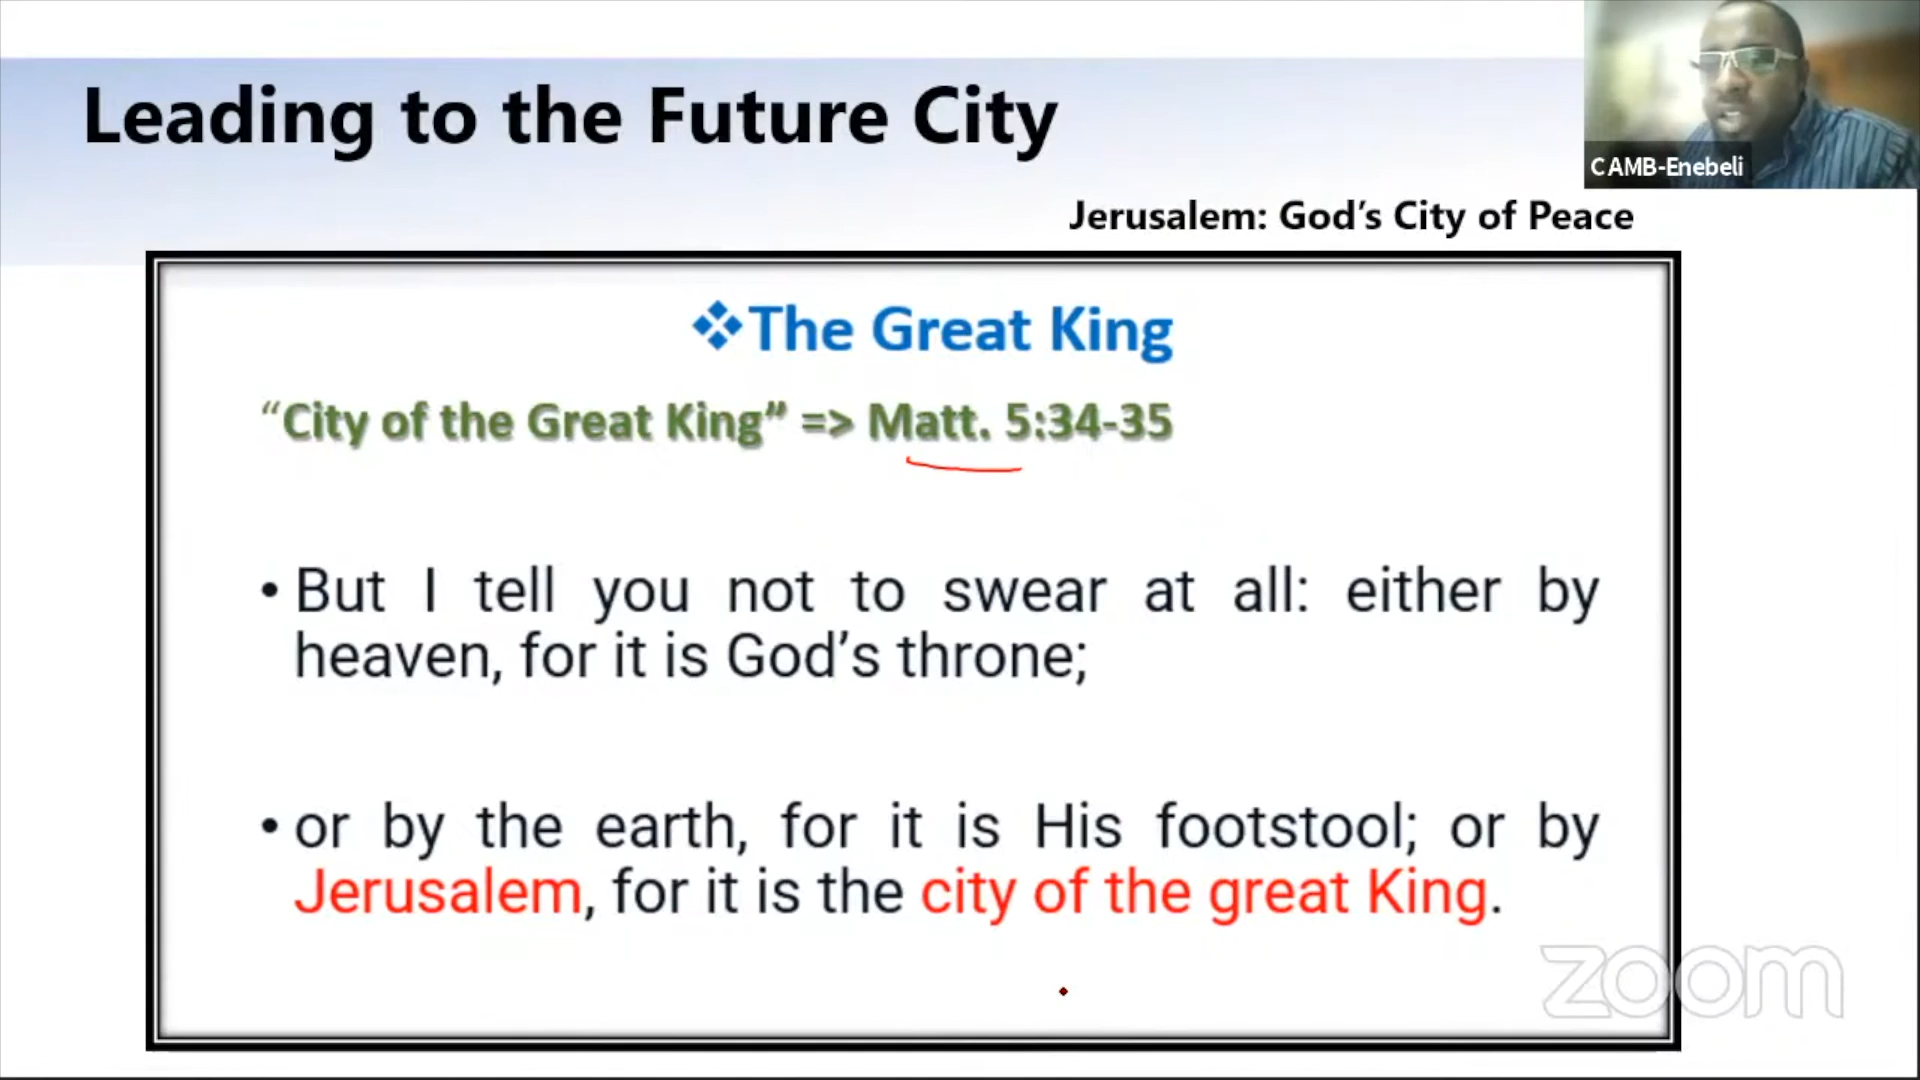 Leading to the Future City
CAMB-Enebeli
Jerusalem: God’s City of Peace
❖The Great King
“City of the Great King” => Matt. 5:34-35
• But I tell you not to swear at all: either by
heaven, for it is God’s throne;
• or by the earth, for it is His footstool; or by
Jerusalem, for it is the city of the great King.
zoom